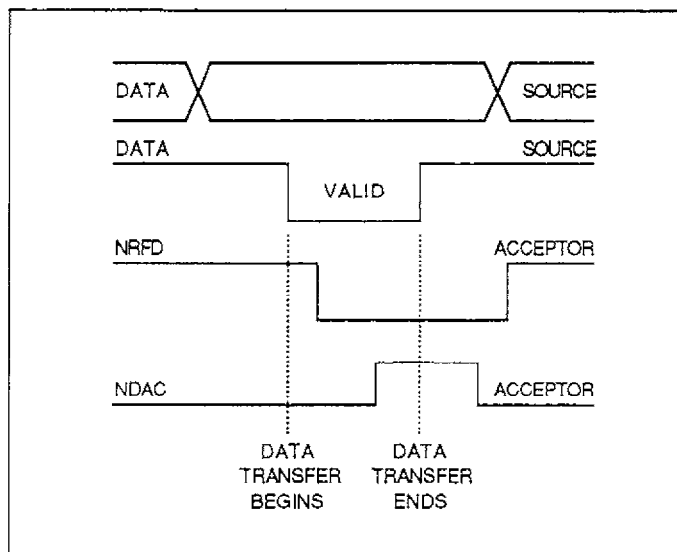 DATA SOURCE
DATA SOURCE
VALID
NRFD ACCEPTOR
NDAC ACCEPTOR
DATA TRANSFER BEGINS
DATA TRANSFER ENDS